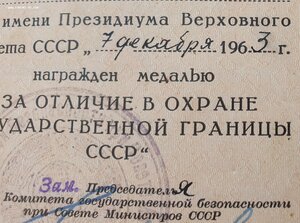 имени Президиума Верховного
ета СССР „ 7 декабря 1963 г.
награжден медалью
ЗА ОТЛИЧИЕ В ОХРАНЕ
УДАРСТВЕННОЙ ГРАНИЦЫ
СССР“
Зам. ПредседателЯ
Комитета государственной безопасности
при Совете Министров СССР